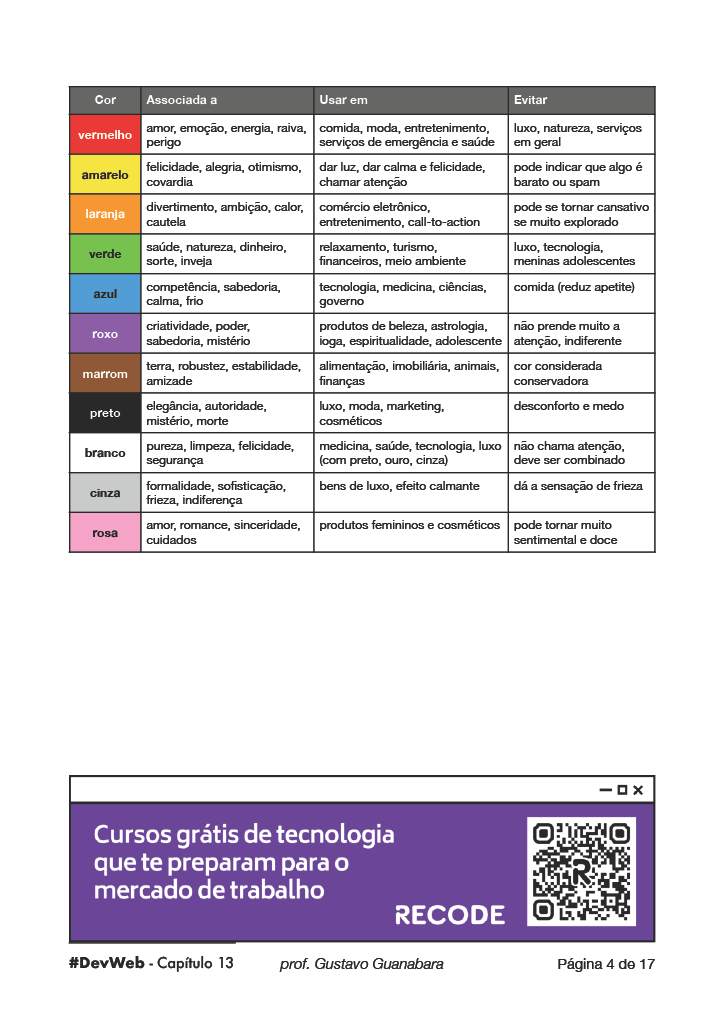 Cor Associada a Usar em Evitar
vermelho
amor, emoção, energia, raiva,
perigo
comida, moda, entretenimento,
serviços de emergência e saúde
luxo, natureza, serviços
em geral
amarelo
felicidade, alegria, otimismo,
covardia
dar luz, dar calma e felicidade,
chamar atenção
pode indicar que algo é
barato ou spam
laranja
divertimento, ambição, calor,
cautela
comércio eletrônico,
entretenimento, call-to-action
pode se tornar cansativo
se muito explorado
verde
saúde, natureza, dinheiro,
sorte, inveja
relaxamento, turismo,
financeiros, meio ambiente
luxo, tecnologia,
meninas adolescentes
azul
competência, sabedoria,
calma, frio
tecnologia, medicina, ciências,
governo
comida (reduz apetite)
roxo
criatividade, poder,
sabedoria, mistério
produtos de beleza, astrologia,
ioga, espiritualidade, adolescente
não prende muito a
atenção, indiferente
marrom
terra, robustez, estabilidade,
amizade
alimentação, imobiliária, animais,
finanças
cor considerada
conservadora
preto
elegância, autoridade,
mistério, morte
luxo, moda, marketing,
cosméticos
desconforto e medo
branco
pureza, limpeza, felicidade,
segurança
medicina, saúde, tecnologia, luxo
(com preto, ouro, cinza)
não chama atenção,
deve ser combinado
cinza
formalidade, sofisticação,
frieza, indiferença
bens de luxo, efeito calmante
dá a sensação de frieza
rosa
amor, romance, sinceridade,
cuidados
produtos femininos e cosméticos
pode tornar muito
sentimental e doce
Cursos grátis de tecnologia
que te preparam para o
mercado de trabalho
RECODE
R
#DevWeb - Capítulo 13 prof. Gustavo Guanabara Página 4 de 17